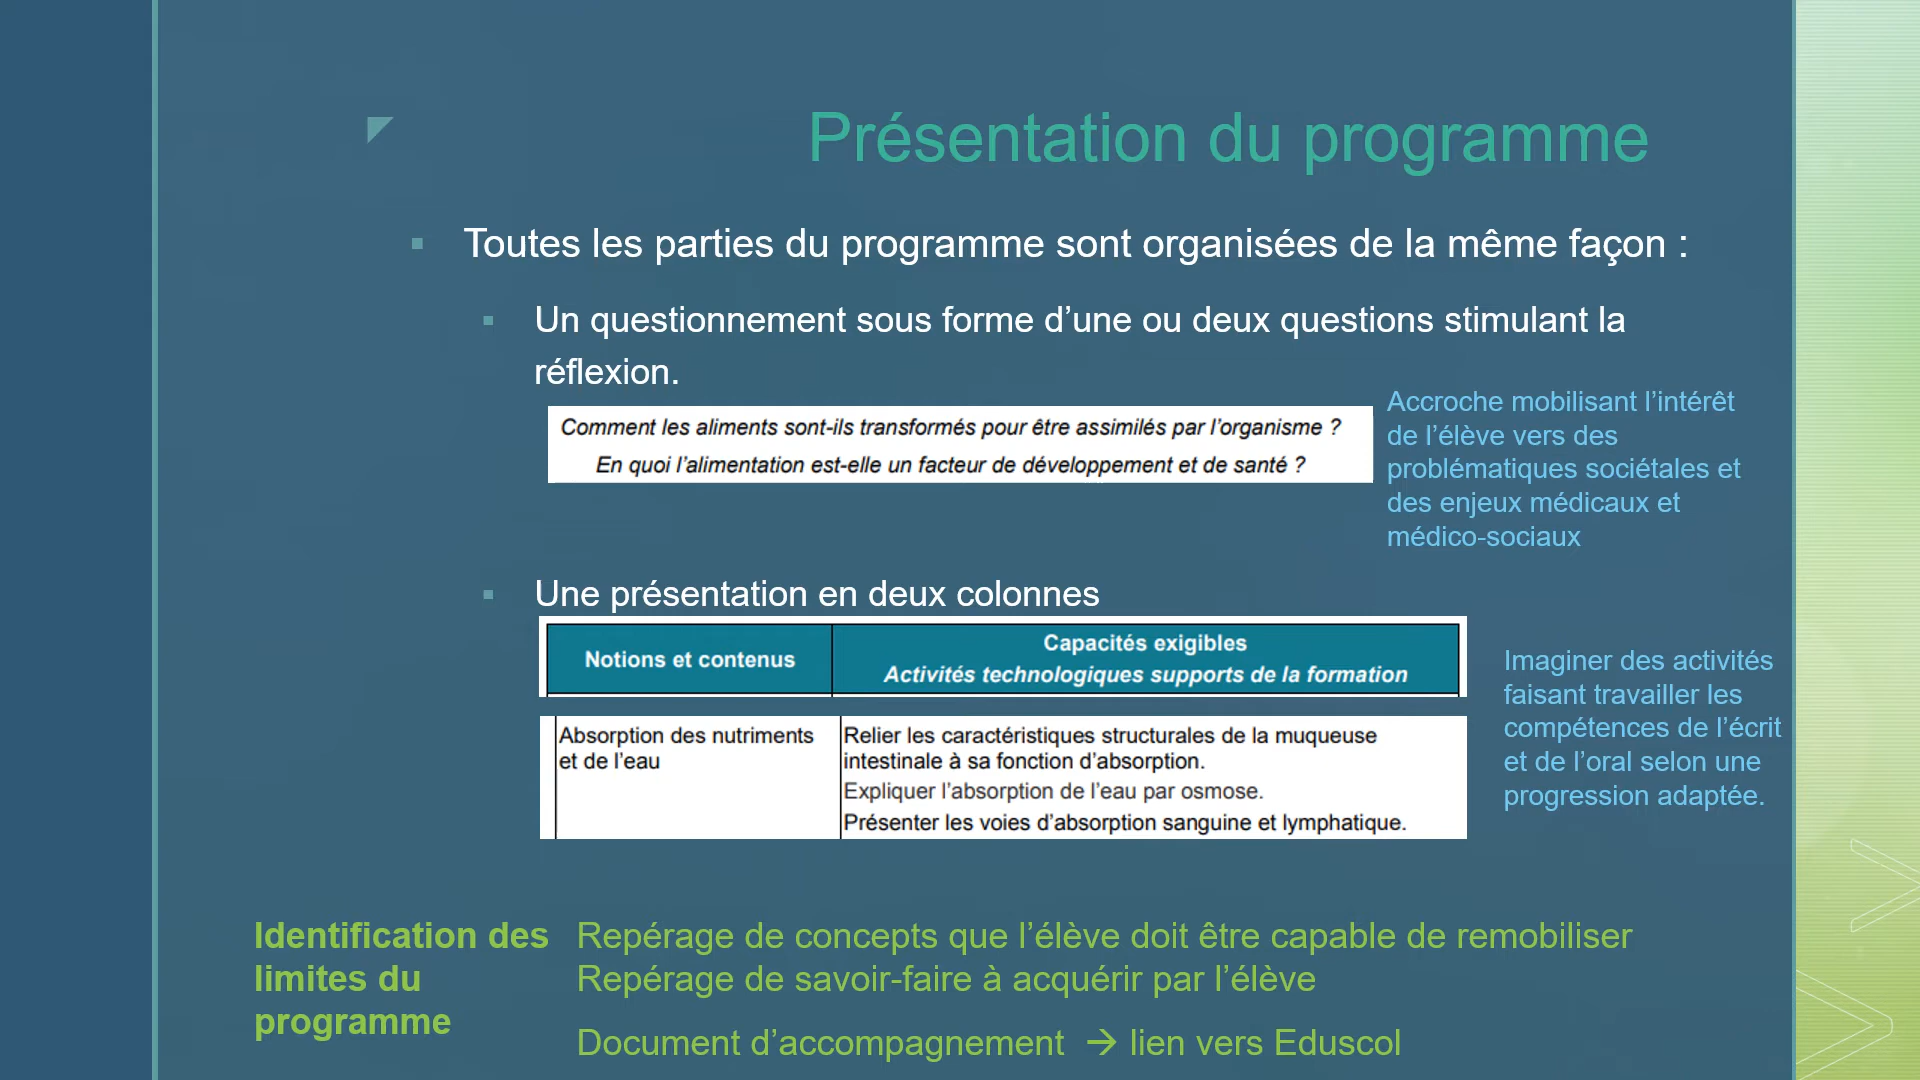 Présentation du programme
Toutes les parties du programme sont organisées de la même façon :
Un questionnement sous forme d’une ou deux questions stimulant la
réflexion.
Comment les aliments sont-ils transformés pour être assimilés par l’organisme ?
En quoi l’alimentation est-elle un facteur de développement et de santé ?
Accroche mobilisant l’intérêt
de l’élève vers des
problématiques sociétales et
des enjeux médicaux et
médico-sociaux
Une présentation en deux colonnes
Notions et contenus
Capacités exigibles
Activités technologiques supports de la formation
Absorption des nutriments
et de l’eau
Relier les caractéristiques structurales de la muqueuse
intestinale à sa fonction d’absorption.
Expliquer l’absorption de l’eau par osmose.
Présenter les voies d’absorption sanguine et lymphatique.
Imaginer des activités
faisant travailler les
compétences de l’écrit
et de l’oral selon une
progression adaptée.
Identification des
limites du
programme
Repérage de concepts que l’élève doit être capable de remobiliser
Repérage de savoir-faire à acquérir par l’élève
Document d’accompagnement → lien vers Eduscol